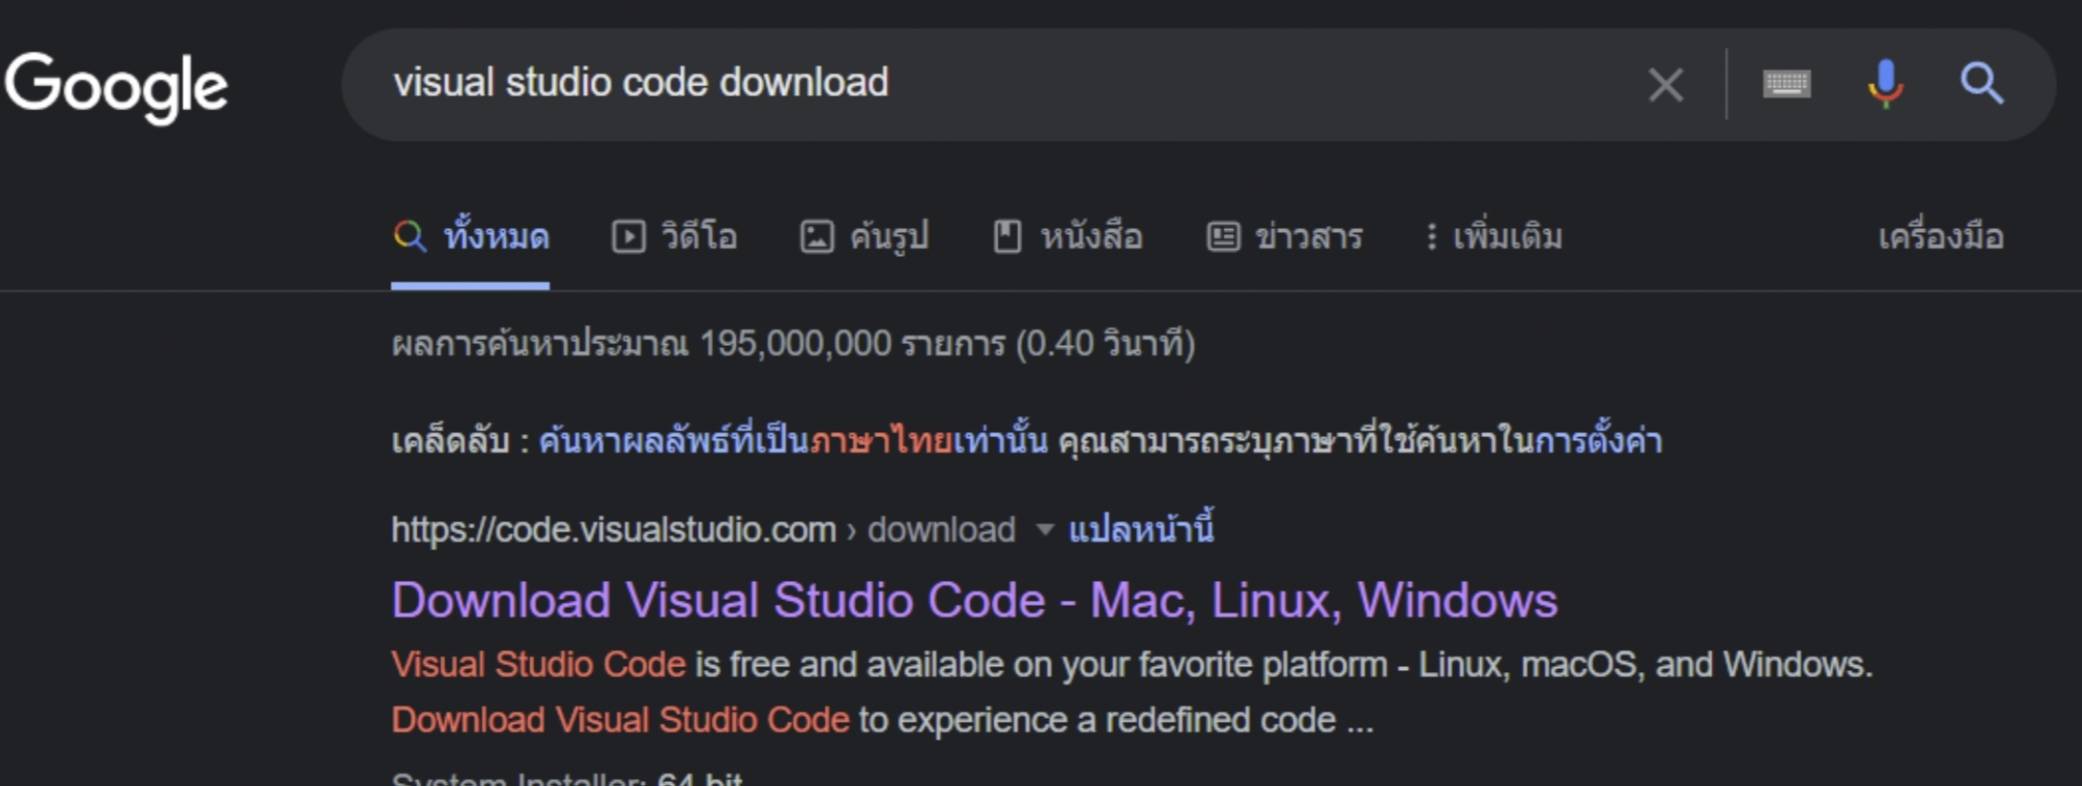 Google
visual studio code download
ทั้งหมด วิดีโอ ค้นรูป หนังสือ ข่าวสาร เพิ่มเติม เครื่องมือ
ผลการค้นหาประมาณ 195,000,000 รายการ (0.40 วินาที)
เคล็ดลับ : ค้นหาผลลัพธ์ที่เป็นภาษาไทยเท่านั้น คุณสามารถระบุภาษาที่ใช้ค้นหาในการตั้งค่า
https://code.visualstudio.com › download แปลหน้านี้
Download Visual Studio Code - Mac, Linux, Windows
Visual Studio Code is free and available on your favorite platform - Linux, macOS, and Windows.
Download Visual Studio Code to experience a redefined code ...
System Installer: 64 bit